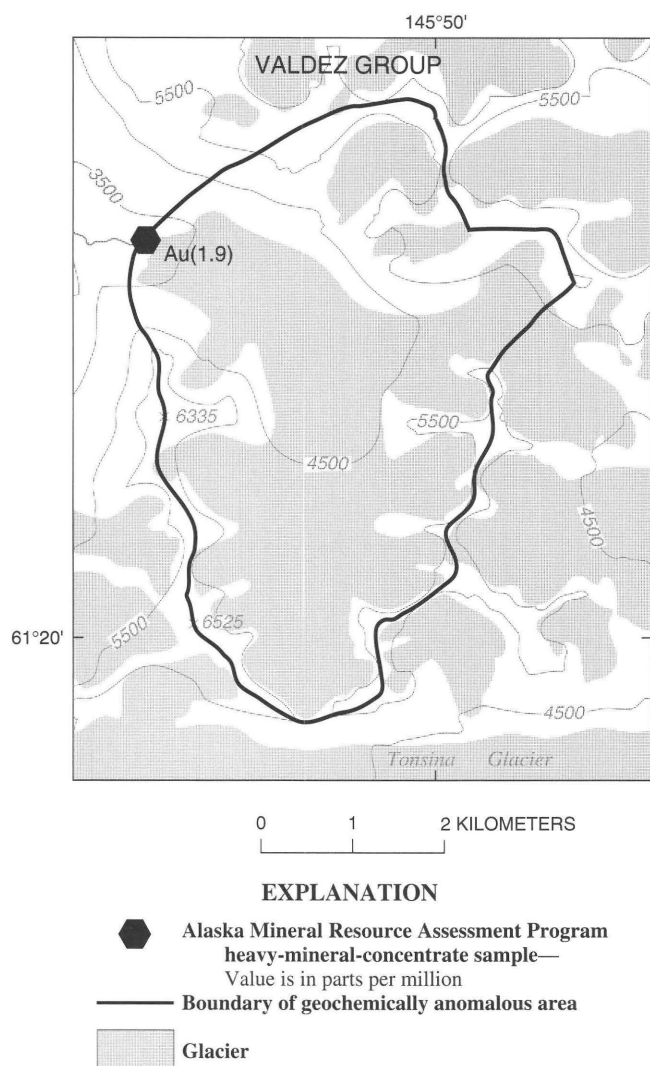 145°50'
VALDEZ GROUP
5500
5500
3500
Au(1.9)
6335
5500
4500
4500
6525
61°20'
5500
4500
Tonsina Glacier
0 1 2 KILOMETERS
EXPLANATION
Alaska Mineral Resource Assessment Program
heavy-mineral-concentrate sample—
Value is in parts per million
Boundary of geochemically anomalous area
Glacier